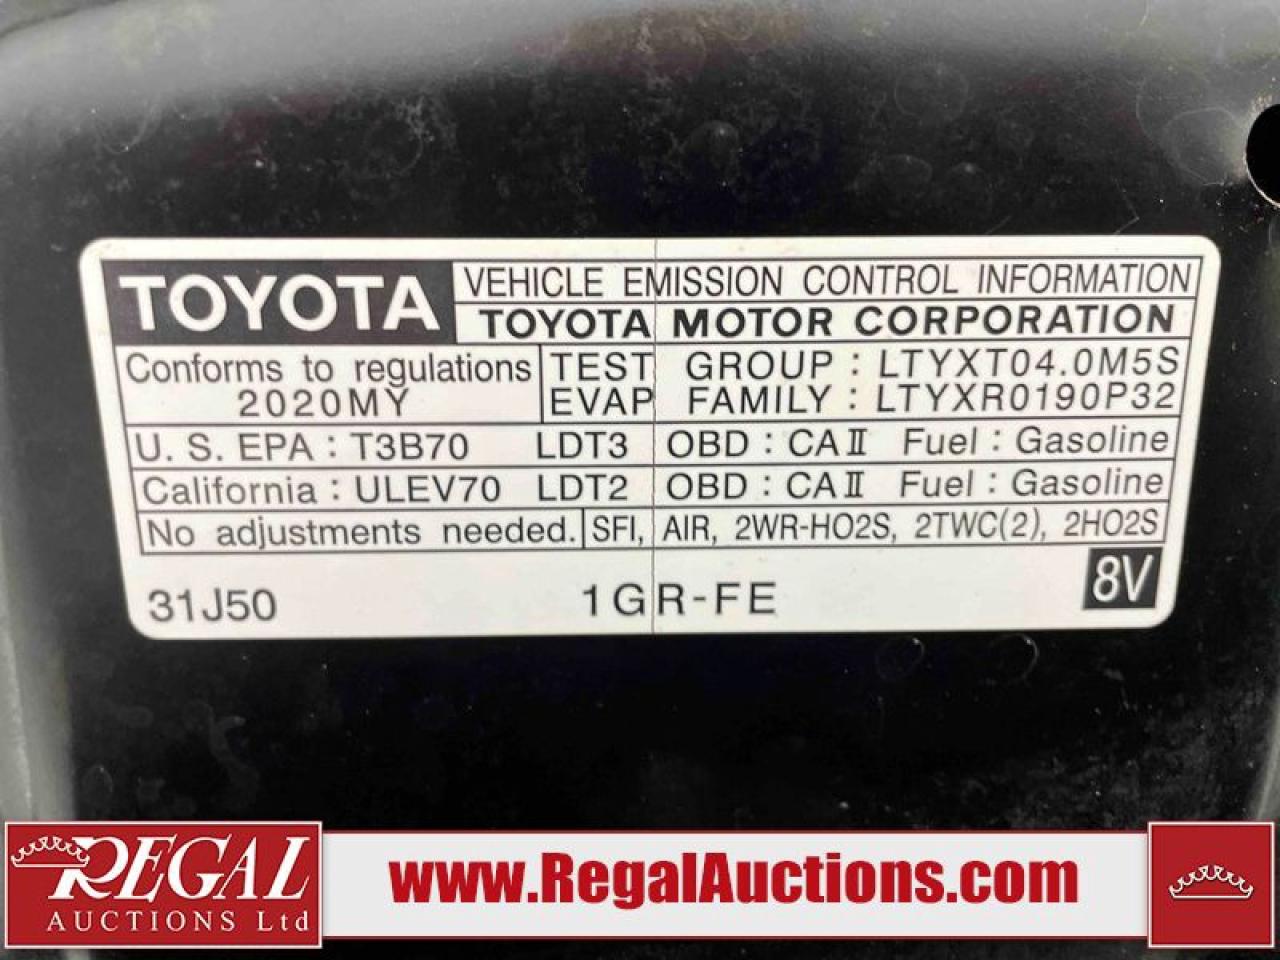 TOYOTA
VEHICLE EMISSION CONTROL INFORMATION
TOYOTA MOTOR CORPORATION
Conforms to regulations
2020MY
TEST GROUP : LTYXT04.0M5S
EVAP FAMILY : LTYXR0190P32
U. S. EPA : T3B70 LDT3 OBD : CAⅡ Fuel : Gasoline
California : ULEV70 LDT2 OBD : CAⅡ Fuel : Gasoline
No adjustments needed. SFI, AIR, 2WR-HO2S, 2TWC(2), 2HO2S
31J50 1GR-FE 8V
REGAL
AUCTIONS Ltd
www.RegalAuctions.com